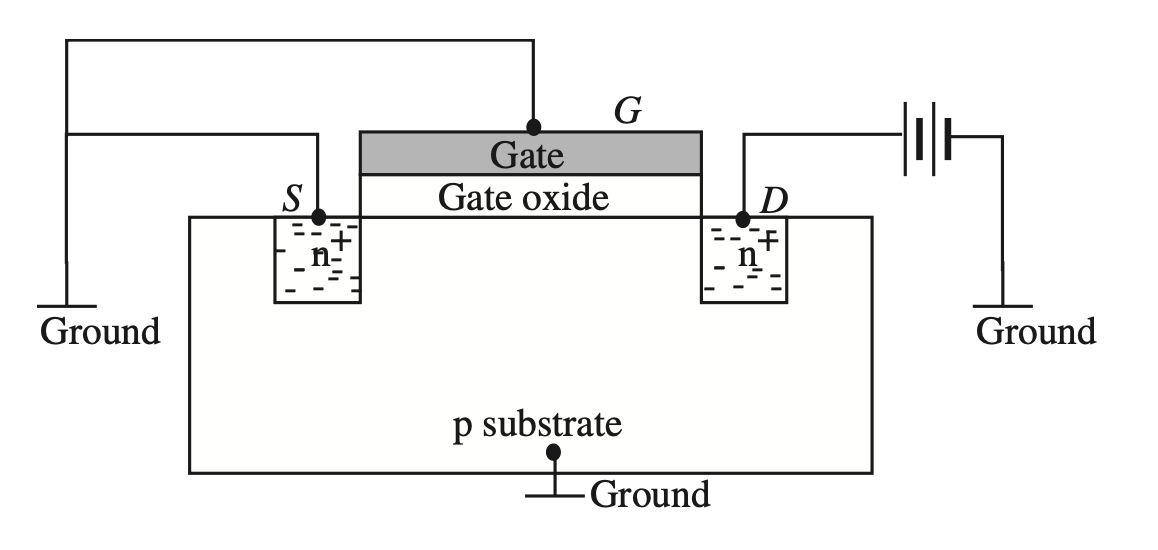 G
Gate
S
Gate oxide
D
n+
n+
Ground
Ground
p substrate
Ground